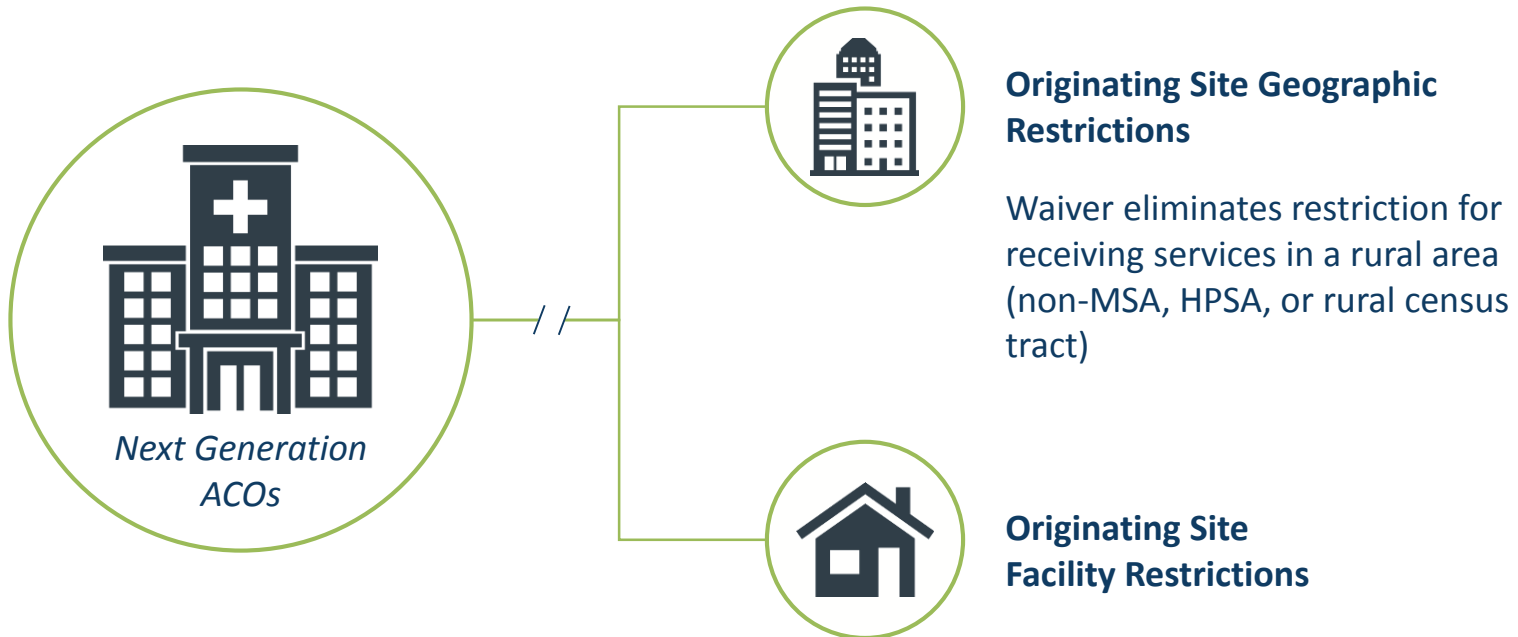 Next Generation
ACOs
//
Originating Site Geographic
Restrictions
Waiver eliminates restriction for
receiving services in a rural area
(non-MSA, HPSA, or rural census
tract)
Originating Site
Facility Restrictions